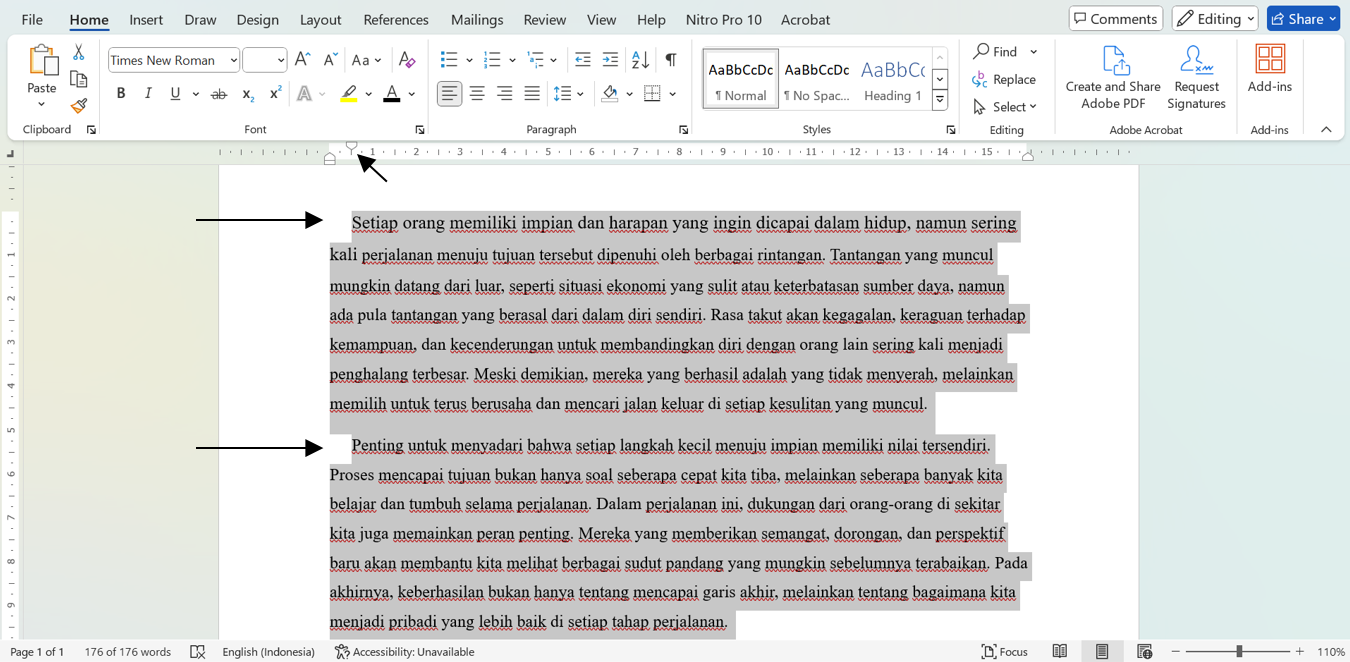 File Home Insert Draw Design Layout References Mailings Review View Help Nitro Pro 10 Acrobat Comments Editing Share
Times New Roman Aa Find
AaBbCcDc AaBbCcDc AaBbCc
Paste B I U ab x2 x2 A A ¶ Normal ¶ No Spac... Heading 1 Replace Create and Share Adobe PDF Request Signatures Add-ins
Select
Clipboard Font Paragraph Styles Editing Adobe Acrobat Add-ins
1 2 3 4 5 6 7 8 9 10 11 12 13 14 15
Setiap orang memiliki impian dan harapan yang ingin dicapai dalam hidup, namun sering
kali perjalanan menuju tujuan tersebut dipenuhi oleh berbagai rintangan. Tantangan yang muncul
mungkin datang dari luar, seperti situasi ekonomi yang sulit atau keterbatasan sumber daya, namun
ada pula tantangan yang berasal dari dalam diri sendiri. Rasa takut akan kegagalan, keraguan terhadap
kemampuan, dan kecenderungan untuk membandingkan diri dengan orang lain sering kali menjadi
penghalang terbesar. Meski demikian, mereka yang berhasil adalah yang tidak menyerah, melainkan
memilih untuk terus berusaha dan mencari jalan keluar di setiap kesulitan yang muncul.
Penting untuk menyadari bahwa setiap langkah kecil menuju impian memiliki nilai tersendiri.
Proses mencapai tujuan bukan hanya soal seberapa cepat kita tiba, melainkan seberapa banyak kita
belajar dan tumbuh selama perjalanan. Dalam perjalanan ini, dukungan dari orang-orang di sekitar
kita juga memainkan peran penting. Mereka yang memberikan semangat, dorongan, dan perspektif
baru akan membantu kita melihat berbagai sudut pandang yang mungkin sebelumnya terabaikan. Pada
akhirnya, keberhasilan bukan hanya tentang mencapai garis akhir, melainkan tentang bagaimana kita
menjadi pribadi yang lebih baik di setiap tahap perjalanan.
1 2 3 4 5 6 7 8 9
Page 1 of 1 176 of 176 words English (Indonesia) Accessibility: Unavailable Focus 110%